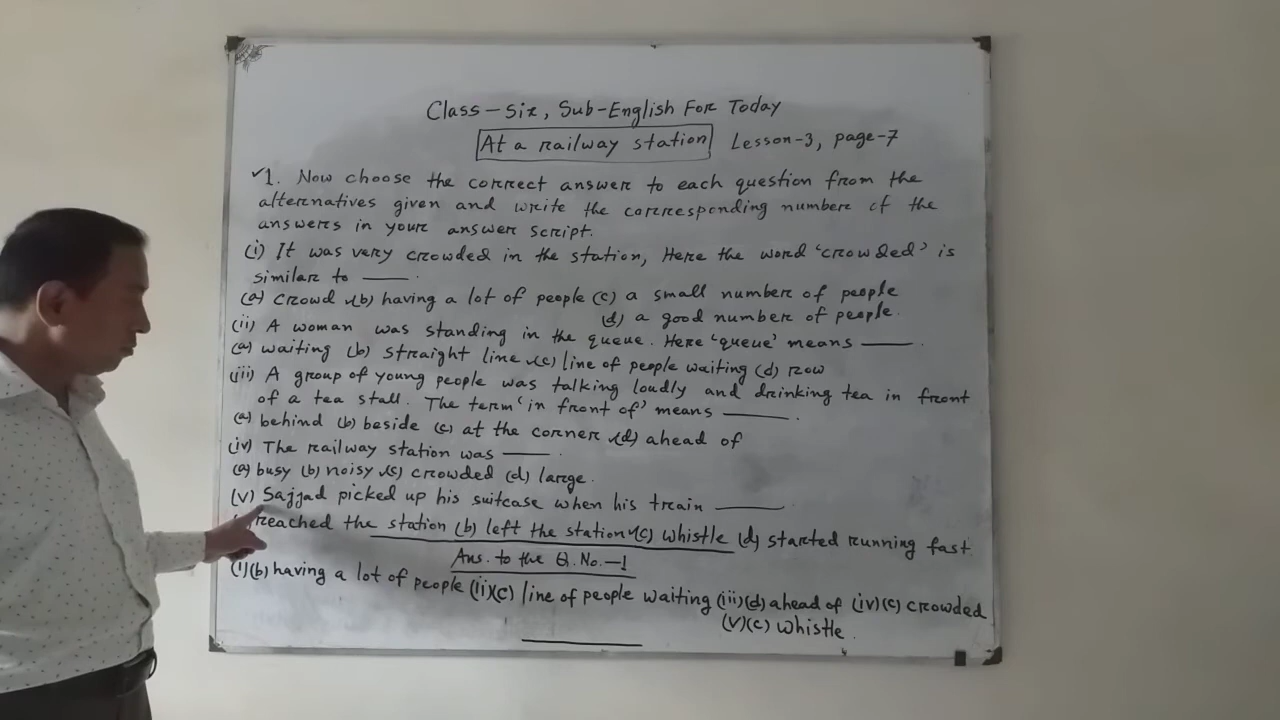 Class-Six, Sub-English For Today
At a railway station Lesson-3, page-7
✓1. Now choose the correct answer to each question from the
alternatives given and write the corresponding number of the
answers in your answer script.
(i) It was very crowded in the station, Here the word 'crowded' is
similar to ____.
(a) crowd ✓(b) having a lot of people (c) a small number of people
(d) a good number of people.
(ii) A woman was standing in the queue. Here 'queue' means ____.
(a) waiting (b) straight line ✓(c) line of people waiting (d) row
(iii) A group of young people was talking loudly and drinking tea in front
of a tea stall. The term 'in front of' means ____.
(a) behind (b) beside (c) at the corner ✓(d) ahead of
(iv) The railway station was ____.
(a) busy (b) noisy ✓(c) crowded (d) large.
(v) Sajjad picked up his suitcase when his train ____
reached the station (b) left the station ✓(c) whistle (d) started running fast
Ans. to the Q. No.-1
(i)(b) having a lot of people (ii)(c) line of people waiting (iii)(d) ahead of (iv)(c) crowded
(v)(c) whistle.